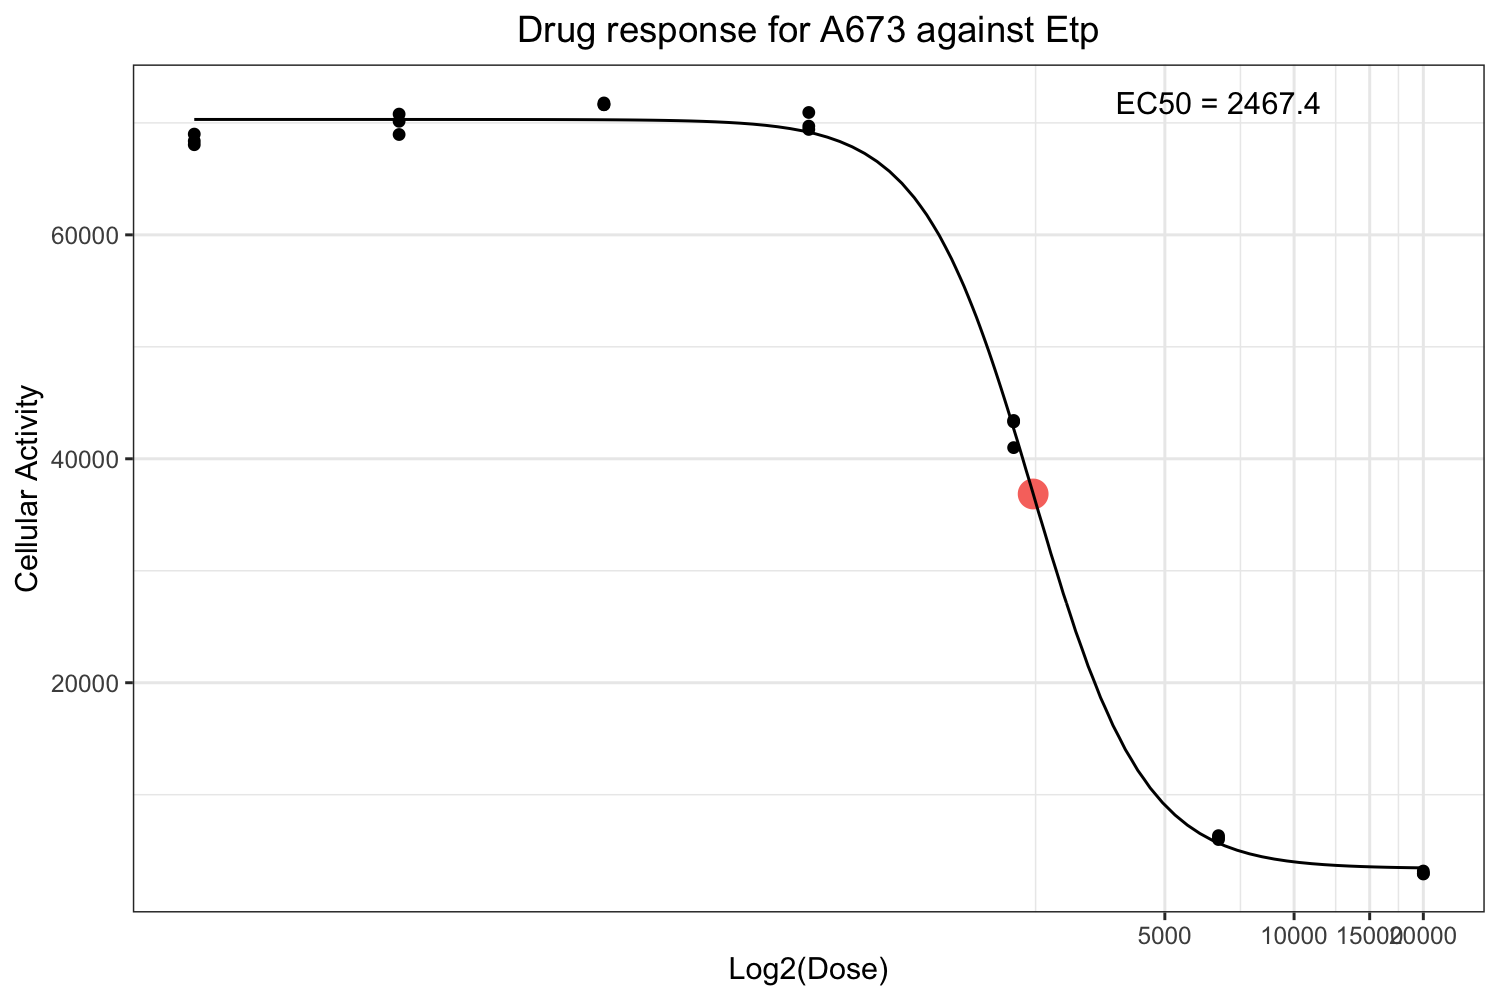 Drug response for A673 against Etp
EC50 = 2467.4
60000
40000
20000
Cellular Activity
5000 10000 15000 20000
Log2(Dose)